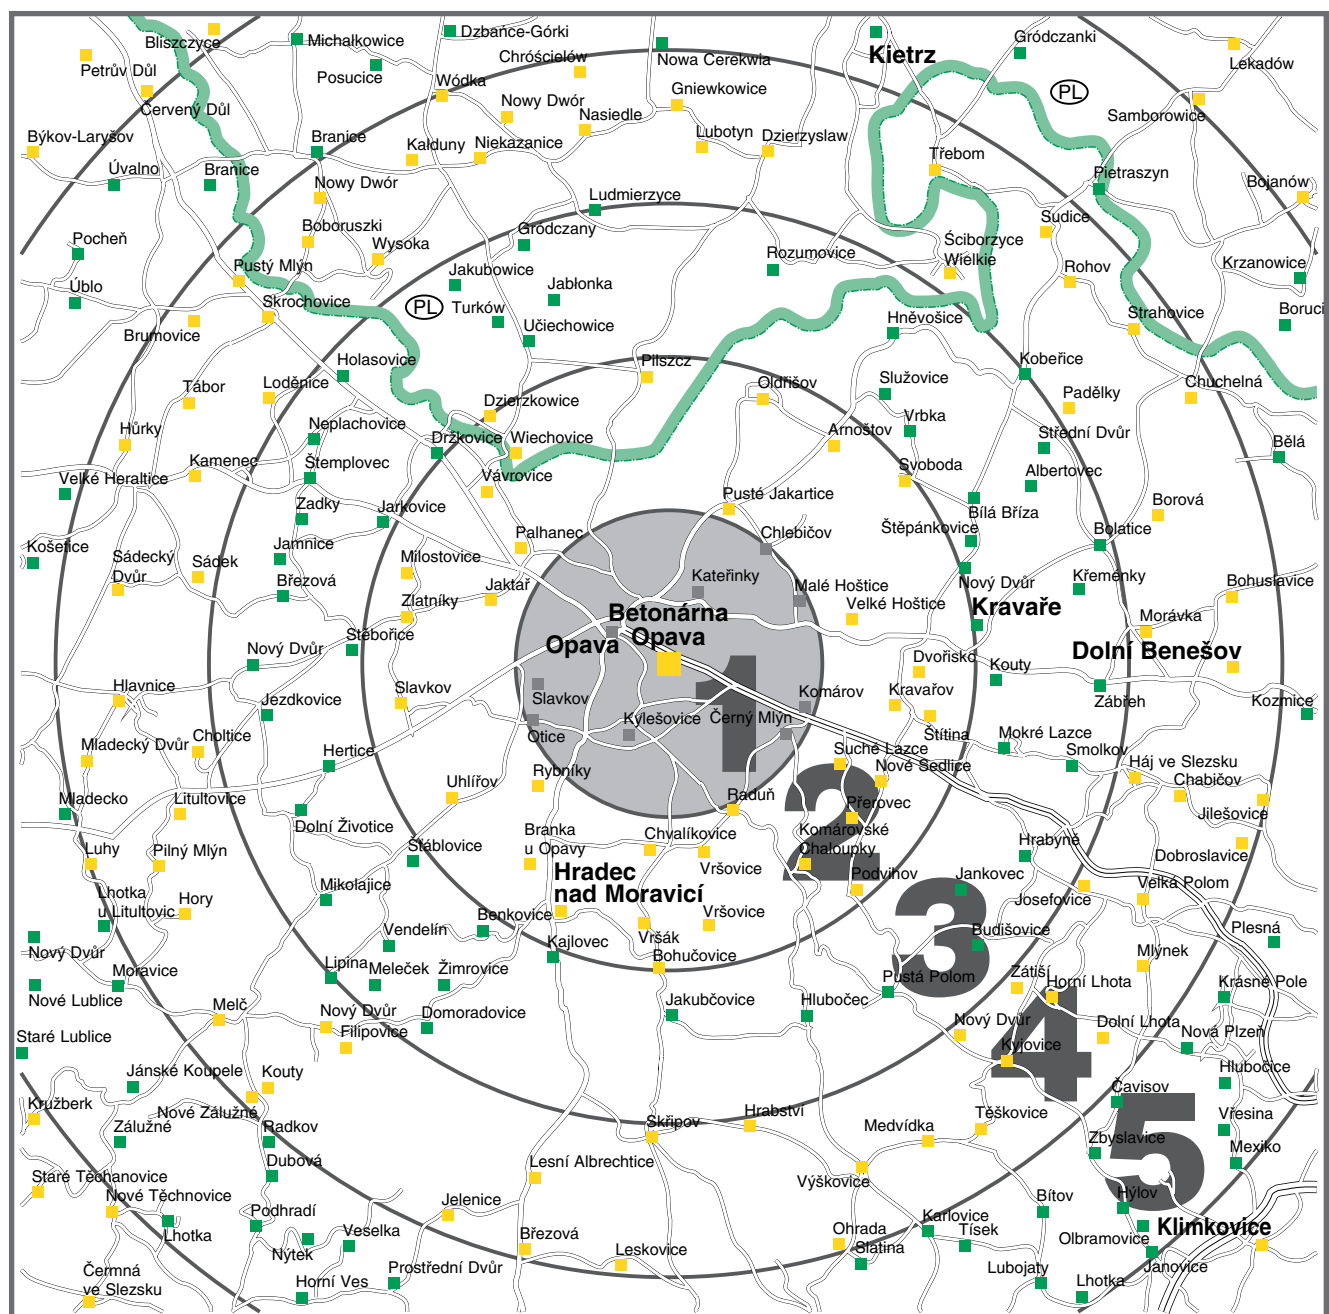 Bliszczyce
Michałkowice
Dzbańce-Górki
Kietrz
Gródczanki
Petrův Důl
Posucice
Chróścielów
Nowa Cerekwia
Lekadów
Červený Důl
Wódka
Gniewkowice
PL
Samborowice
Býkov-Laryšov
Branice
Nowy Dwór
Nasiedle
Lubotyn
Dzierzyslaw
Úvalno
Branice
Kałduny
Niekazanice
Třebom
Pietraszyn
Bojanów
Nowy Dwór
Ludmierzyce
Sudice
Pocheň
Boboruszki
Wysoka
Gródczany
Rozumovice
Ściborzyce
Wielkie
Pustý Mlýn
Jakubowice
Rohov
Krzanowice
Úblo
Skrochovice
PL
Turków
Jabłonka
Strahovice
Boruci
Brumovice
Učiechowice
Hněvošice
Holasovice
Pilszcz
Kobeřice
Tábor
Loděnice
Oldřišov
Služovice
Padělky
Chuchelná
Dzierzkowice
Hůrky
Neplachovice
Držkovice
Wiechovice
Arnoštov
Vrbka
Střední Dvůr
Bělá
Kamenec
Štemplovec
Vávrovice
Svoboda
Albertovec
Velké Heraltice
Zadky
Jarkovice
Pusté Jakartice
Bílá Bříza
Borová
Palhanec
Chlebičov
Štěpánkovice
Bolatice
Košetice
Sádecký
Dvůr
Sádek
Jamnice
Milostovice
Březová
Jaktař
Kateřinky
Malé Hoštice
Nový Dvůr
Křeménky
Bohuslavice
Zlatníky
Betonárna
Opava
Velké Hoštice
Kravaře
Morávka
Stěbořice
Opava
Dolní Benešov
Nový Dvůr
Dvořisko
Kouty
Hlavnice
Jezdkovice
Slavkov
Slavkov
1
Komárov
Kravařov
Zábřeh
Kozmice
Otice
Kylešovice
Černý Mlýn
Štítina
Mokré Lazce
Mladecký Dvůr
Choltice
Hertice
Suché Lazce
Smolkov
Háj ve Slezsku
Chabičov
Uhlířov
Rybníky
2
Nové Sedlice
Mladecko
Litultovice
Raduň
Přerovec
Jilešovice
Dolní Životice
Branka
u Opavy
Chvalíkovice
Komárovské
Chaloupky
Hrabyně
Luhy
Pilný Mlýn
Štáblovice
Hradec
nad Moravicí
Vršovice
Podvihov
Dobroslavice
Lhotka
u Litultovic
Hory
Mikolajice
3
Jankovec
Josefovice
Velká Polom
Benkovice
Vršovice
Nový Dvůr
Vendelín
Kajlovec
Vršák
Bohučovice
Budišovice
Plesná
Moravice
Lipina
Meleček
Žimrovice
Pustá Polom
Zátiší
Mlýnek
Nové Lublice
Melč
Nový Dvůr
Domoradovice
Jakubčovice
Hlubočec
Horní Lhota
Krásné Pole
Filipovice
Nový Dvůr
4
Dolní Lhota
Nová Plzeň
Staré Lublice
Kyjovice
Jánské Koupele
Kouty
Hlubočice
Kružberk
Nové Zálužné
Čavisov
5
Zálužné
Radkov
Skřipov
Hrabství
Medvídka
Těškovice
Zbyslavice
Vřesina
Mexiko
Dubová
Lesní Albrechtice
Výškovice
Staré Těchanovice
Nové Těchnovice
Jelenice
Bítov
Hýlov
Lhotka
Podhradí
Veselka
Březová
Karlovice
Tísek
Klimkovice
Nýtek
Ohrada
Olbramovice
Čermná
ve Slezsku
Horní Ves
Prostřední Dvůr
Leskovice
Slatina
Lubojaty
Janovice
Lhotka